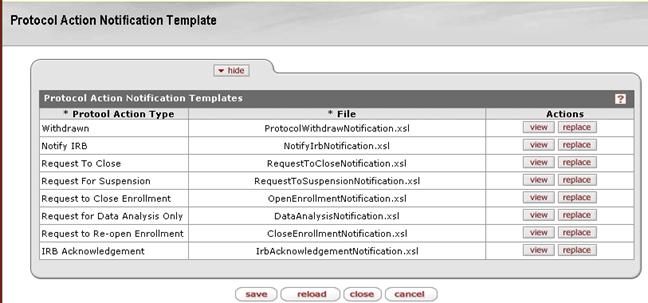 Protocol Action Notification Template
hide
Protocol Action Notification Templates ?
* Protool Action Type * File Actions
Withdrawn ProtocolWithdrawNotification.xsl view replace
Notify IRB NotifyIrbNotification.xsl view replace
Request To Close RequestToCloseNotification.xsl view replace
Request For Suspension RequestToSuspensionNotification.xsl view replace
Request to Close Enrollment OpenEnrollmentNotification.xsl view replace
Request for Data Analysis Only DataAnalysisNotification.xsl view replace
Request to Re-open Enrollment CloseEnrollmentNotification.xsl view replace
IRB Acknowledgement IrbAcknowledgementNotification.xsl view replace
save reload close cancel